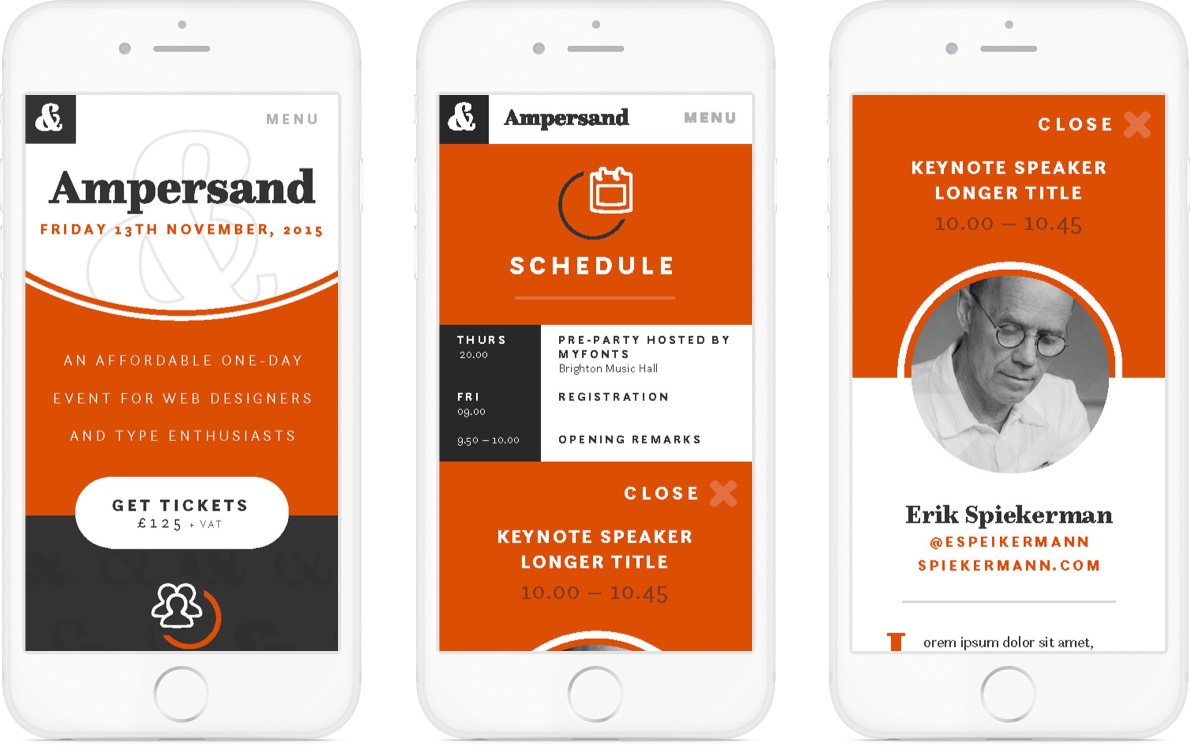 &
MENU
Ampersand
FRIDAY 13TH NOVEMBER, 2015
AN AFFORDABLE ONE-DAY
EVENT FOR WEB DESIGNERS
AND TYPE ENTHUSIASTS
GET TICKETS
£125 + VAT
&
Ampersand
MENU
SCHEDULE
THURS
20.00
PRE-PARTY HOSTED BY
MYFONTS
Brighton Music Hall
FRI
09.00
REGISTRATION
9.50 – 10.00
OPENING REMARKS
CLOSE
KEYNOTE SPEAKER
LONGER TITLE
10.00 – 10.45
CLOSE
KEYNOTE SPEAKER
LONGER TITLE
10.00 – 10.45
Erik Spiekerman
@ESPEIKERMANN
SPIEKERMANN.COM
orem ipsum dolor sit amet,